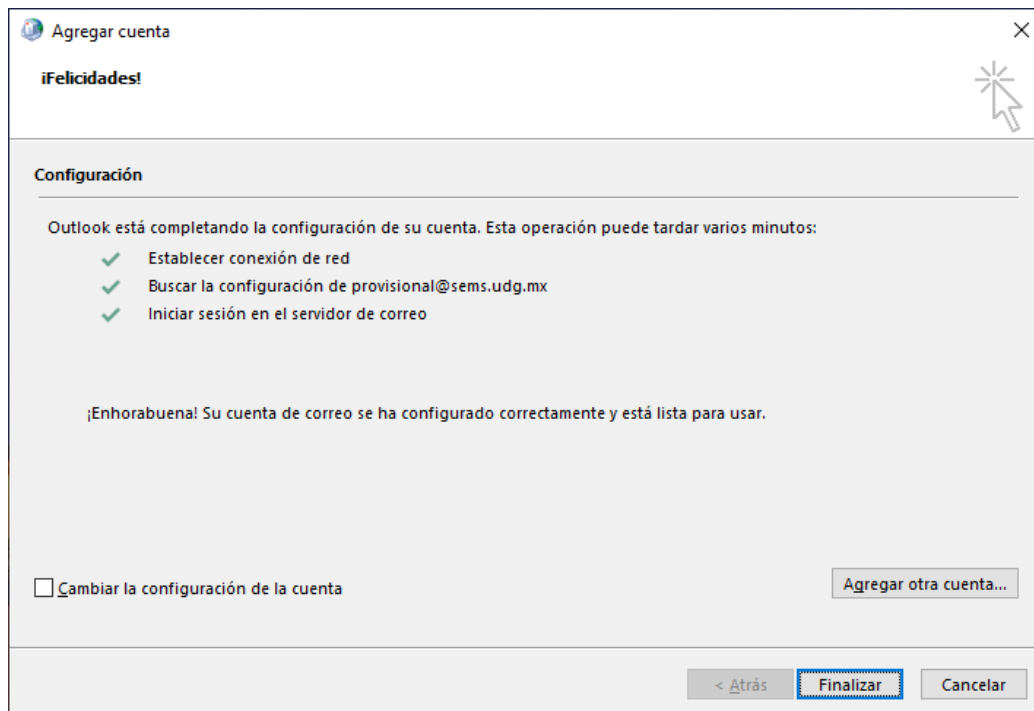 Agregar cuenta
¡Felicidades!
Configuración
Outlook está completando la configuración de su cuenta. Esta operación puede tardar varios minutos:
Establecer conexión de red
Buscar la configuración de provisional@sems.udg.mx
Iniciar sesión en el servidor de correo
¡Enhorabuena! Su cuenta de correo se ha configurado correctamente y está lista para usar.
Cambiar la configuración de la cuenta
Agregar otra cuenta...
< Atrás Finalizar Cancelar